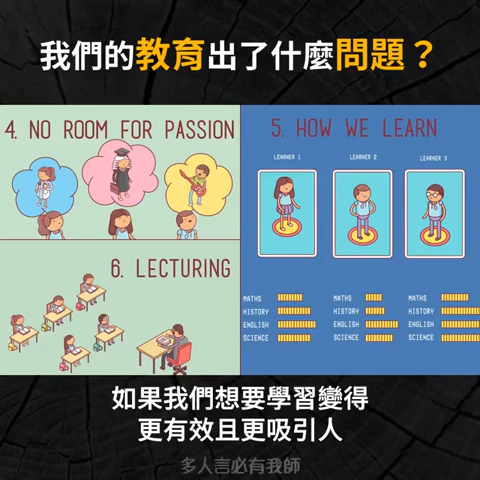 我們的教育出了什麼問題？
4. NO ROOM FOR PASSION
5. HOW WE LEARN
LEARNER 1
LEARNER 2
LEARNER 3
6. LECTURING
MATHS
HISTORY
ENGLISH
SCIENCE
MATHS
HISTORY
ENGLISH
SCIENCE
MATHS
HISTORY
ENGLISH
SCIENCE
如果我們想要學習變得
更有效且更吸引人
多人言必有我師